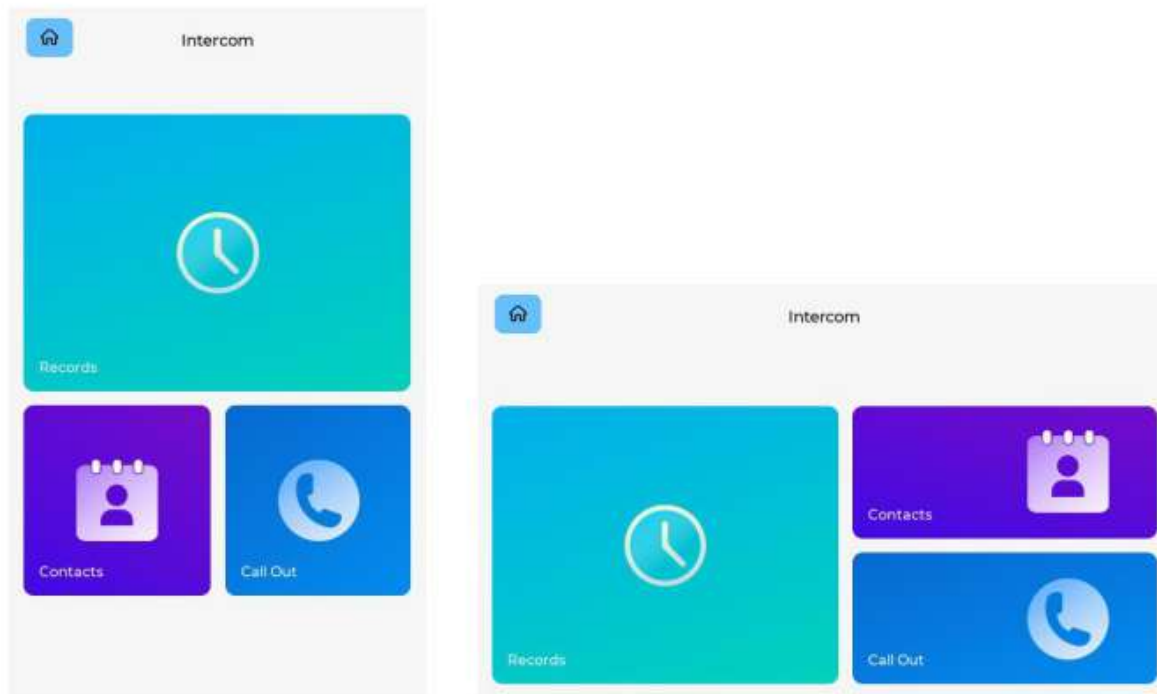 Intercom
Records
Contacts
Call Out
Intercom
Contacts
Records
Call Out